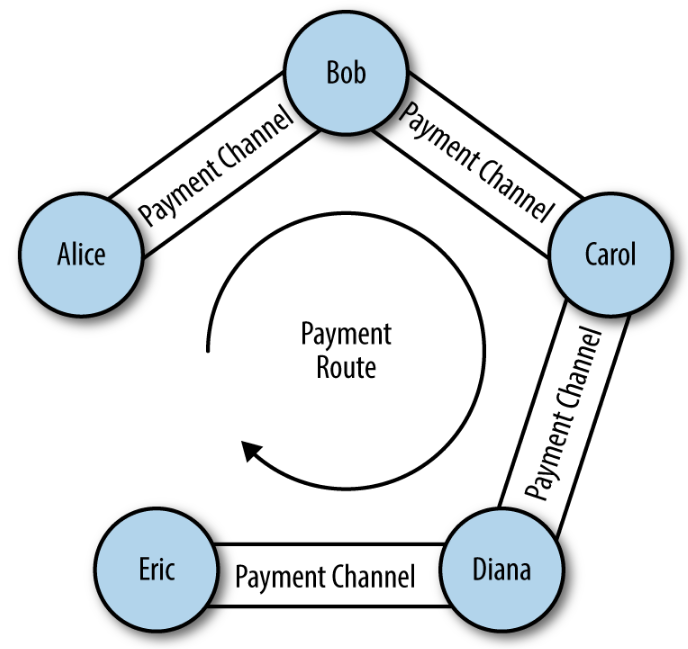 Bob
Payment Channel
Payment Channel
Alice
Carol
Payment
Route
Payment Channel
Eric
Payment Channel
Diana